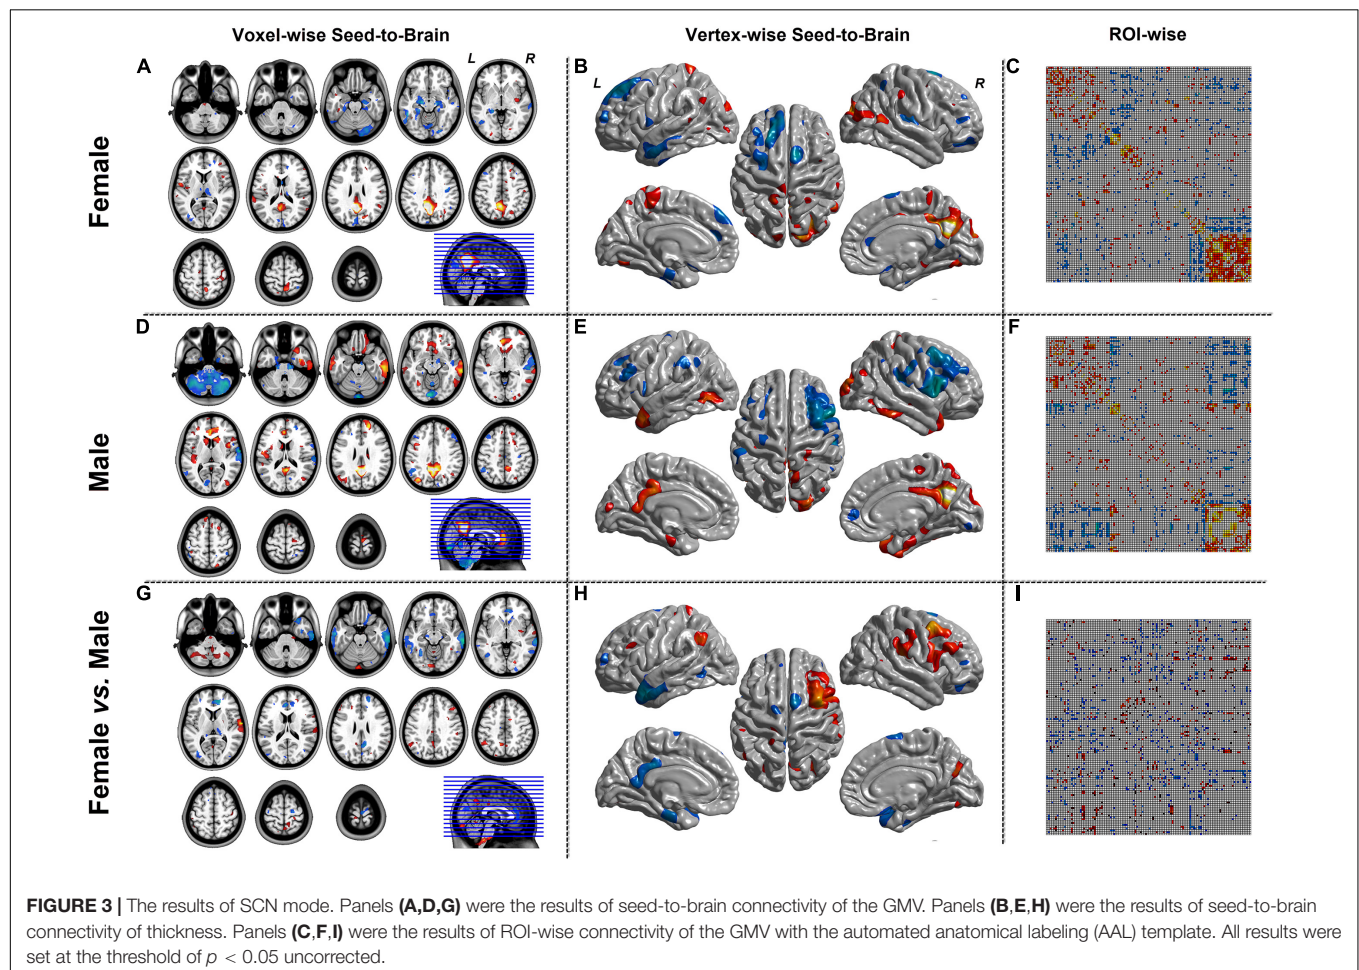 Voxel-wise Seed-to-Brain
Vertex-wise Seed-to-Brain
ROI-wise
Female
A
L
R
B
L
R
C
Male
D
E
F
Female vs. Male
G
H
I
FIGURE 3 | The results of SCN mode. Panels (A,D,G) were the results of seed-to-brain connectivity of the GMV. Panels (B,E,H) were the results of seed-to-brain
connectivity of thickness. Panels (C,F,I) were the results of ROI-wise connectivity of the GMV with the automated anatomical labeling (AAL) template. All results were
set at the threshold of p < 0.05 uncorrected.